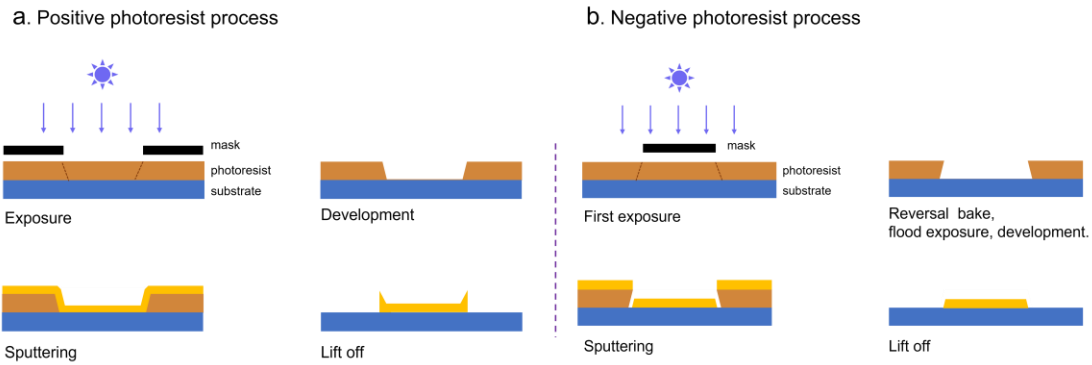 a. Positive photoresist process
mask
photoresist
substrate
Exposure
Development
Sputtering
Lift off
b. Negative photoresist process
mask
photoresist
substrate
First exposure
Reversal bake,
flood exposure, development.
Sputtering
Lift off